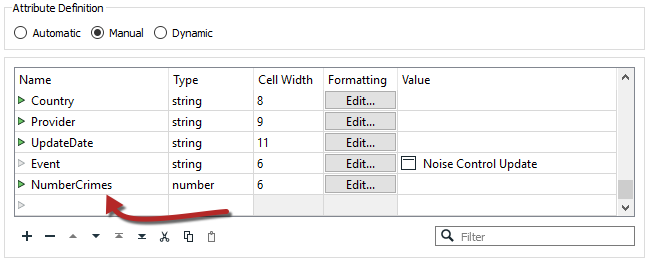 Attribute Definition
Automatic Manual Dynamic
Name Type Cell Width Formatting Value
Country string 8 Edit...
Provider string 9 Edit...
UpdateDate string 11 Edit...
Event string 6 Edit... Noise Control Update
NumberCrimes number 6 Edit...
Filter